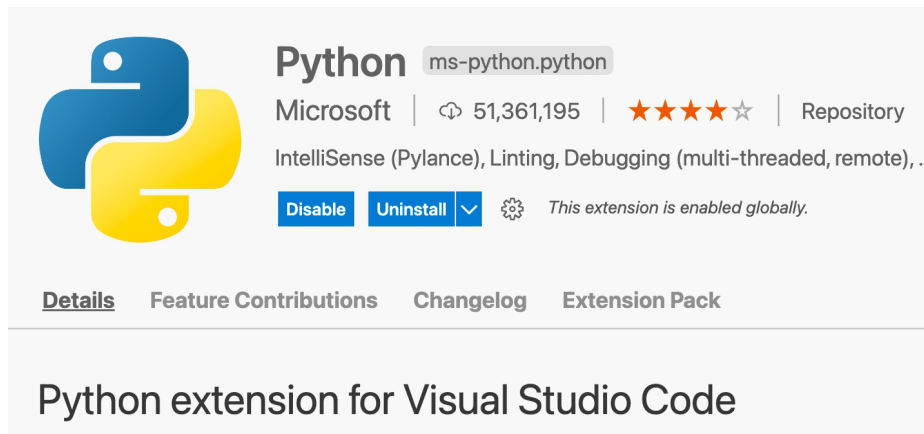 Python ms-python.python
Microsoft 51,361,195 Repository
IntelliSense (Pylance), Linting, Debugging (multi-threaded, remote), ..
Disable Uninstall This extension is enabled globally.
Details Feature Contributions Changelog Extension Pack
Python extension for Visual Studio Code